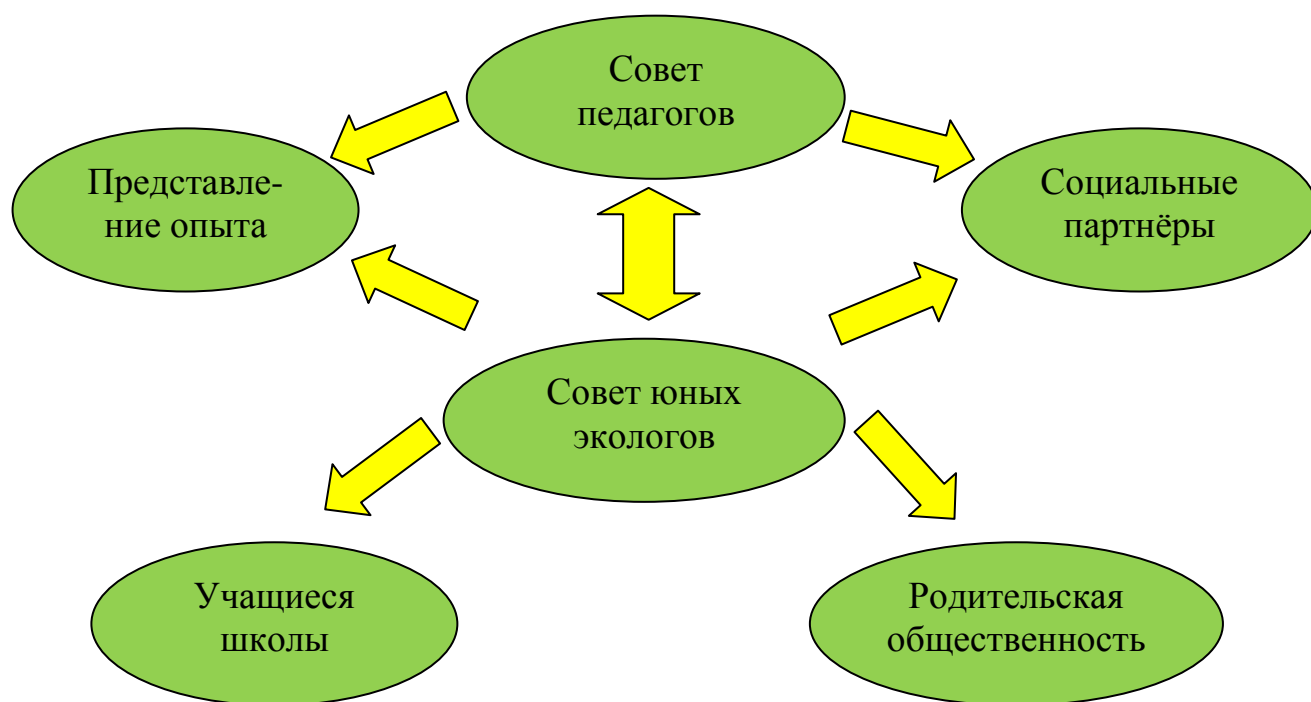 Совет
педагогов
Представле-
ние опыта
Социальные
партнёры
Совет юных
экологов
Учащиеся
школы
Родительская
общественность